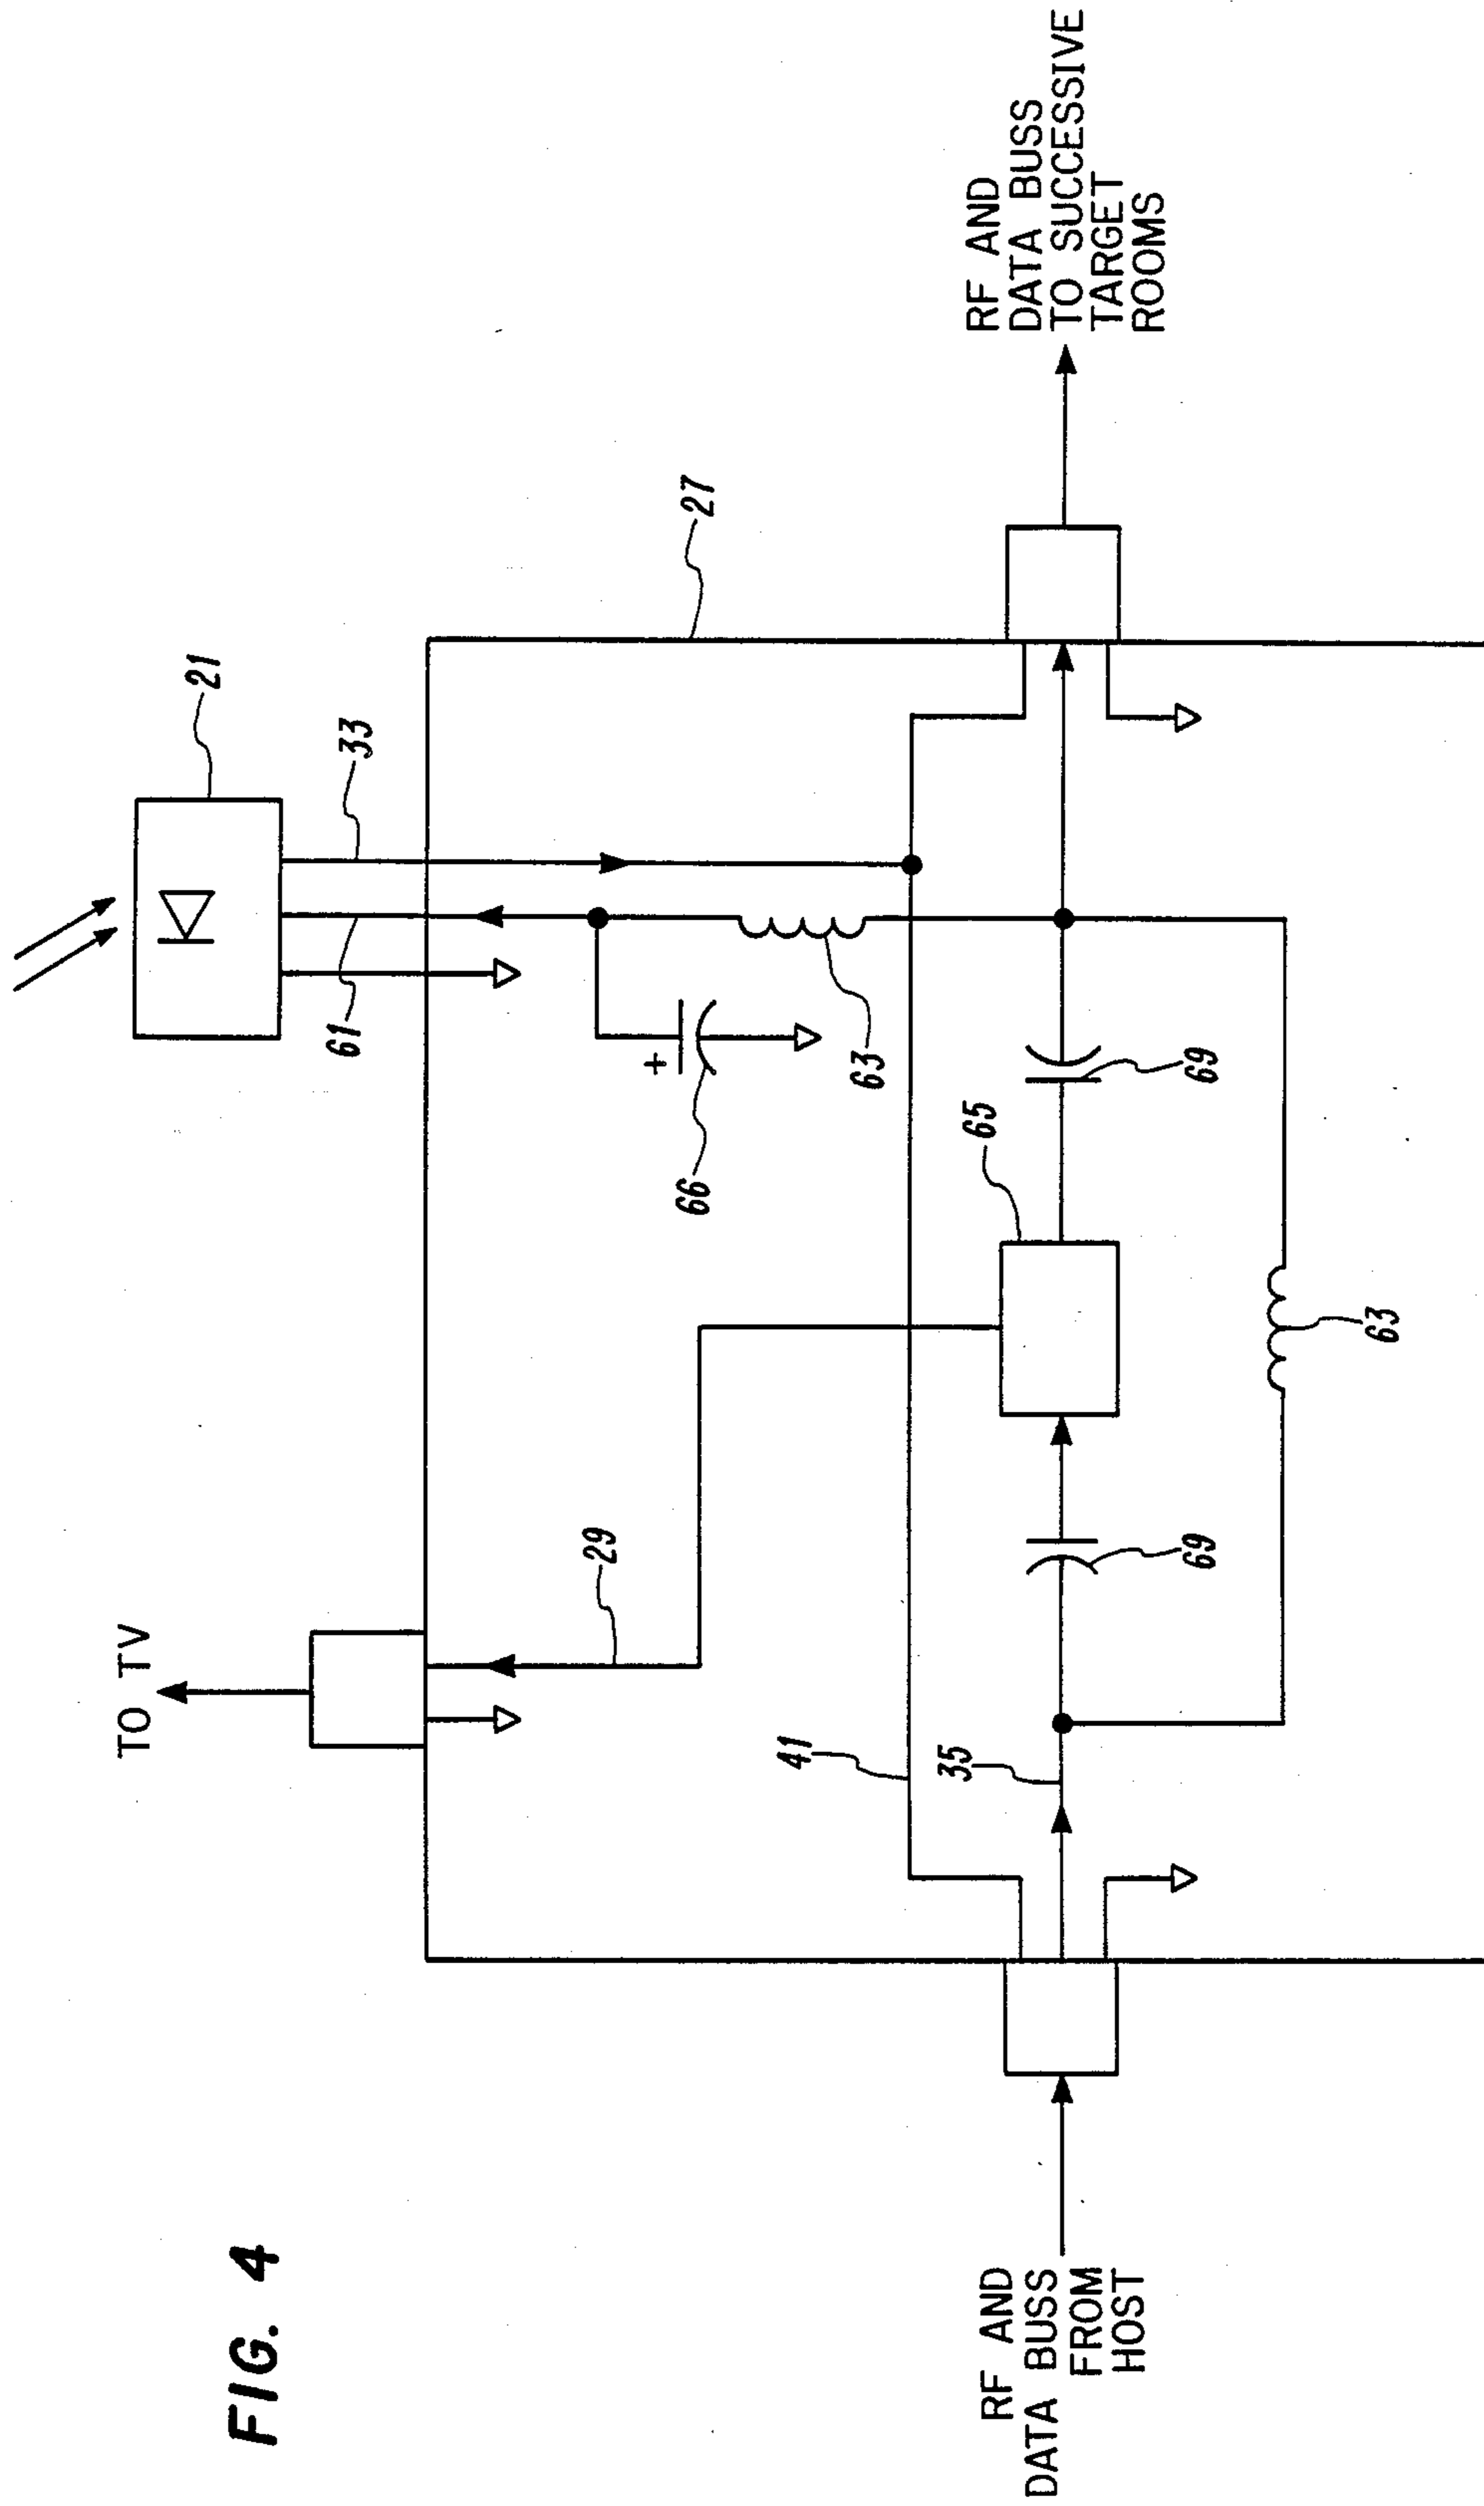 FIG. 4
TO TV
21
33
61
27
29
66
63
41
65
35
69
69
63
RF AND
DATA BUSS
FROM
HOST
RF AND
DATA BUSS
TO SUCCESSIVE
TARGET
ROOMS
+